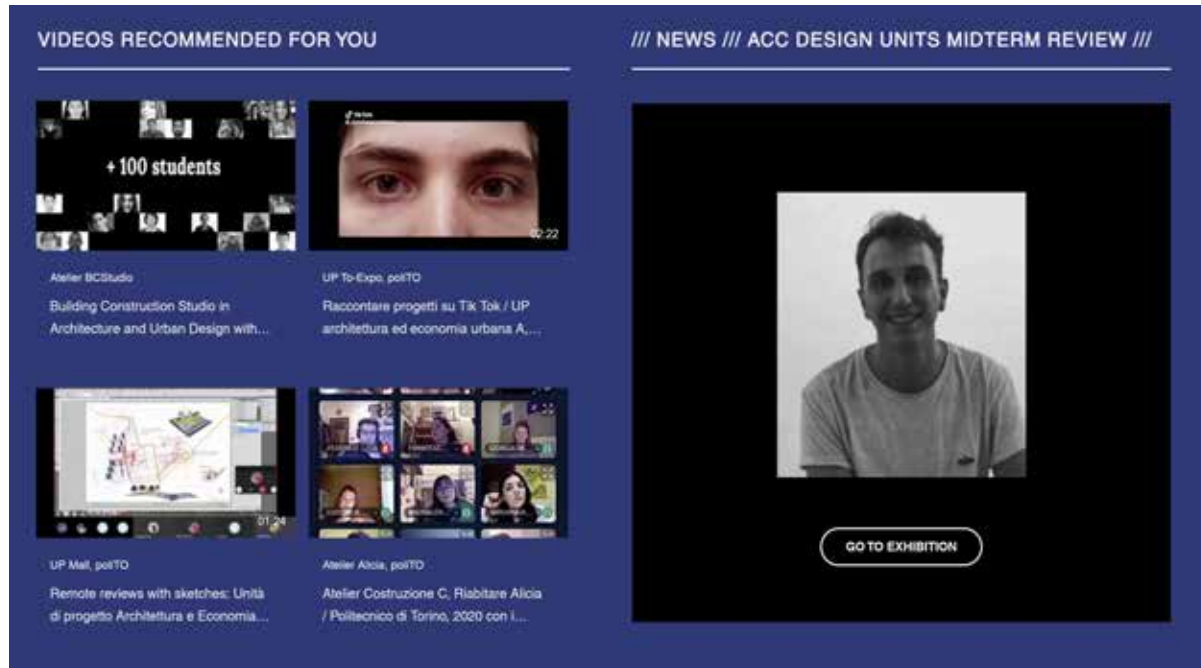 VIDEOS RECOMMENDED FOR YOU
+ 100 students
Atelier BCStudio
Building Construction Studio in
Architecture and Urban Design with...
TikTok
02:22
UP To-Expo, poliTO
Raccontare progetti su Tik Tok / UP
architettura ed economia urbana A,...
01:24
UP Mall, poliTO
Remote reviews with sketches: Unità
di progetto Architettura e Economia...
Atelier Alicia, poliTO
Atelier Costruzione C, Riabitare Alicia
/ Politecnico di Torino, 2020 con i...
/// NEWS /// ACC DESIGN UNITS MIDTERM REVIEW ///
GO TO EXHIBITION